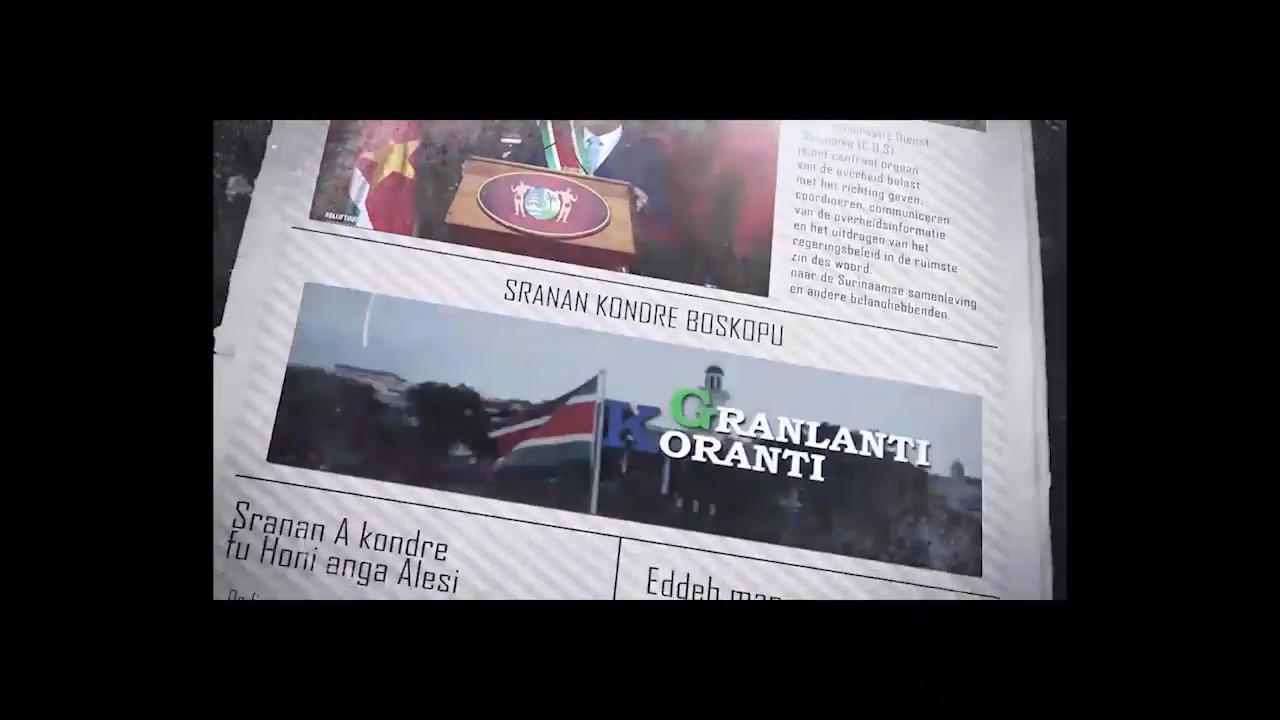 is het centraal orgaan
van de overheid belast
met het richting geven,
coördineren, communiceren
van de overheidsinformatie
en het uitdragen van het
regeringsbeleid in de ruimste
zin des woord.
naar de Surinaamse samenleving
en andere belanghebbenden.
SRANAN KONDRE BOSKOPU
GRANLANTI
KORANTI
Sranan A kondre
fu Honi anga Alesi
Eddeh